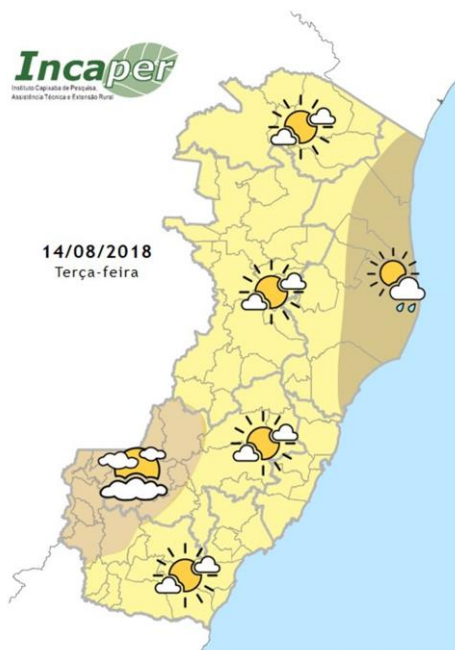 Incaper
Instituto Capixaba de Pesquisa,
Assistência Técnica e Extensão Rural
14/08/2018
Terça-feira